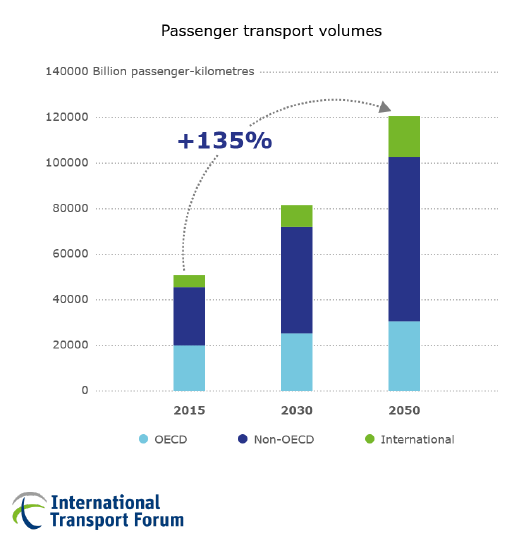 Passenger transport volumes
140000 Billion passenger-kilometres
120000
+135%
100000
80000
60000
40000
20000
0
2015 2030 2050
OECD Non-OECD International
International
Transport Forum